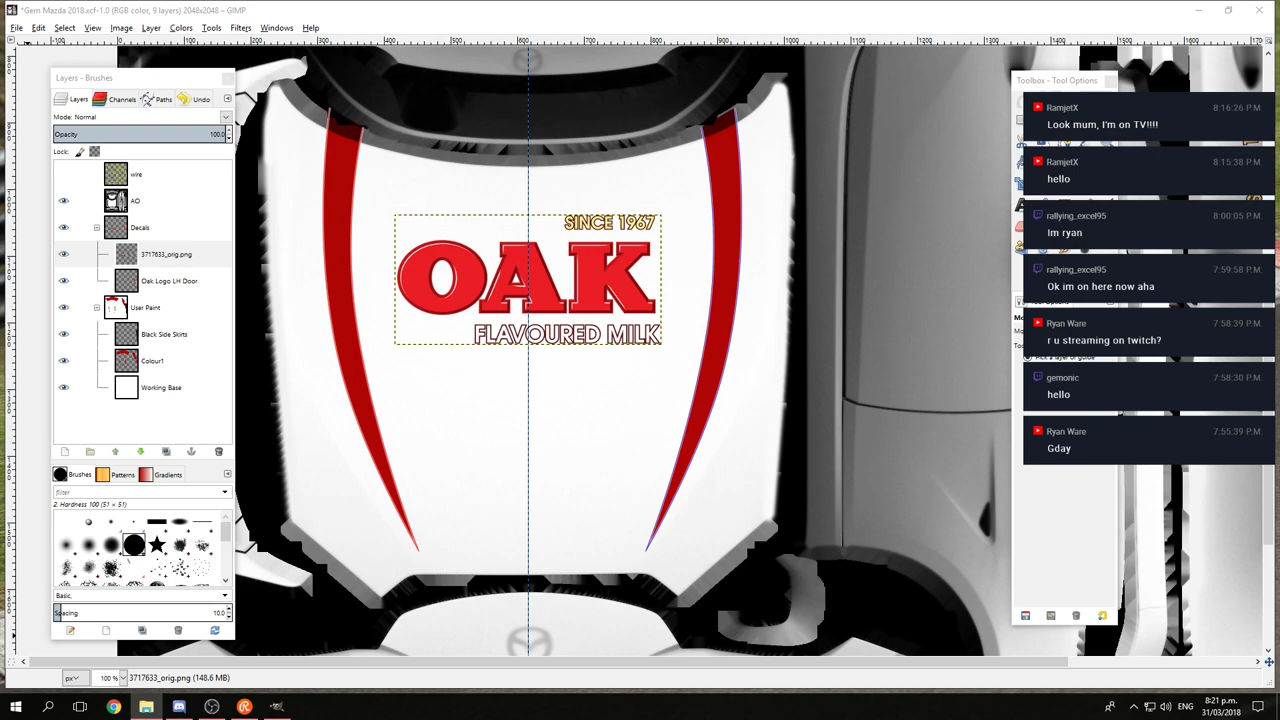 *Gem Mazda 2018.xcf-1.0 (RGB color, 9 layers) 2048x2048 – GIMP
File Edit Select View Image Layer Colors Tools Filters Windows Help
Layers - Brushes
Layers Channels Paths Undo
Mode: Normal
Opacity 100.0
Lock:
wire
AO
Decals
3717633_orig.png
Oak Logo LH Door
User Paint
Black Side Skirts
Colour1
Working Base
Brushes Patterns Gradients
filter
2. Hardness 100 (51 × 51)
Basic,
Spacing 10.0
SINCE 1967
OAK
FLAVOURED MILK
Toolbox - Tool Options
RamjetX 8:16:26 P.M.
Look mum, I'm on TV!!!!
RamjetX 8:15:38 P.M.
hello
rallying_excel95 8:00:05 P.M.
Im ryan
rallying_excel95 7:59:58 P.M.
Ok im on here now aha
Ryan Ware 7:58:39 P.M.
r u streaming on twitch?
Pick a layer or guide
gemonic 7:58:30 P.M.
hello
Ryan Ware 7:55:39 P.M.
Gday
px 100 % 3717633_orig.png (148.6 MB)
ENG
8:21 p.m.
31/03/2018